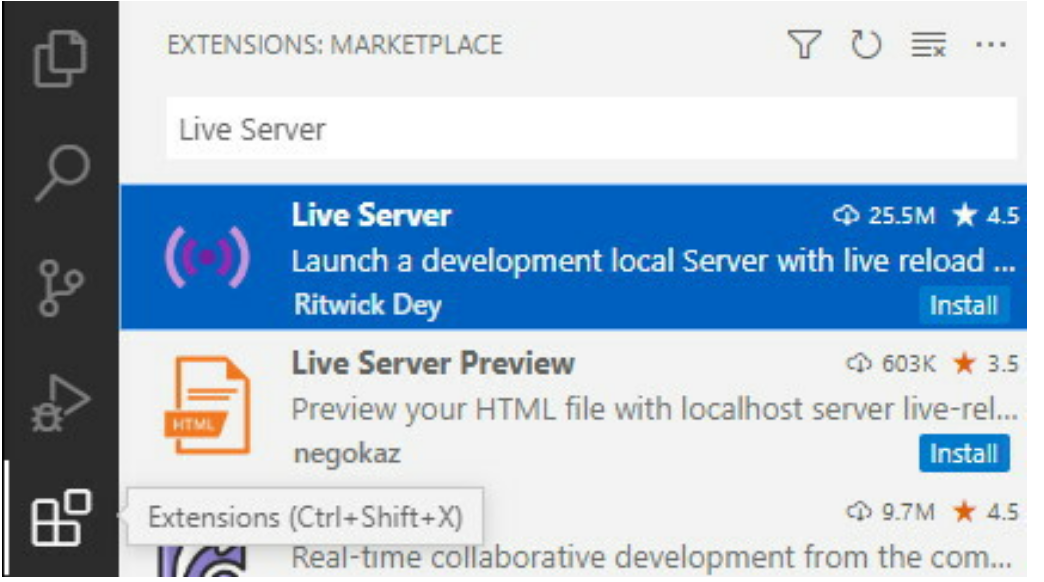 EXTENSIONS: MARKETPLACE
Live Server
Live Server 25.5M 4.5
Launch a development local Server with live reload ...
Ritwick Dey Install
Live Server Preview 603K 3.5
HTML
Preview your HTML file with localhost server live-rel...
negokaz Install
Extensions (Ctrl+Shift+X) 9.7M 4.5
Real-time collaborative development from the com...